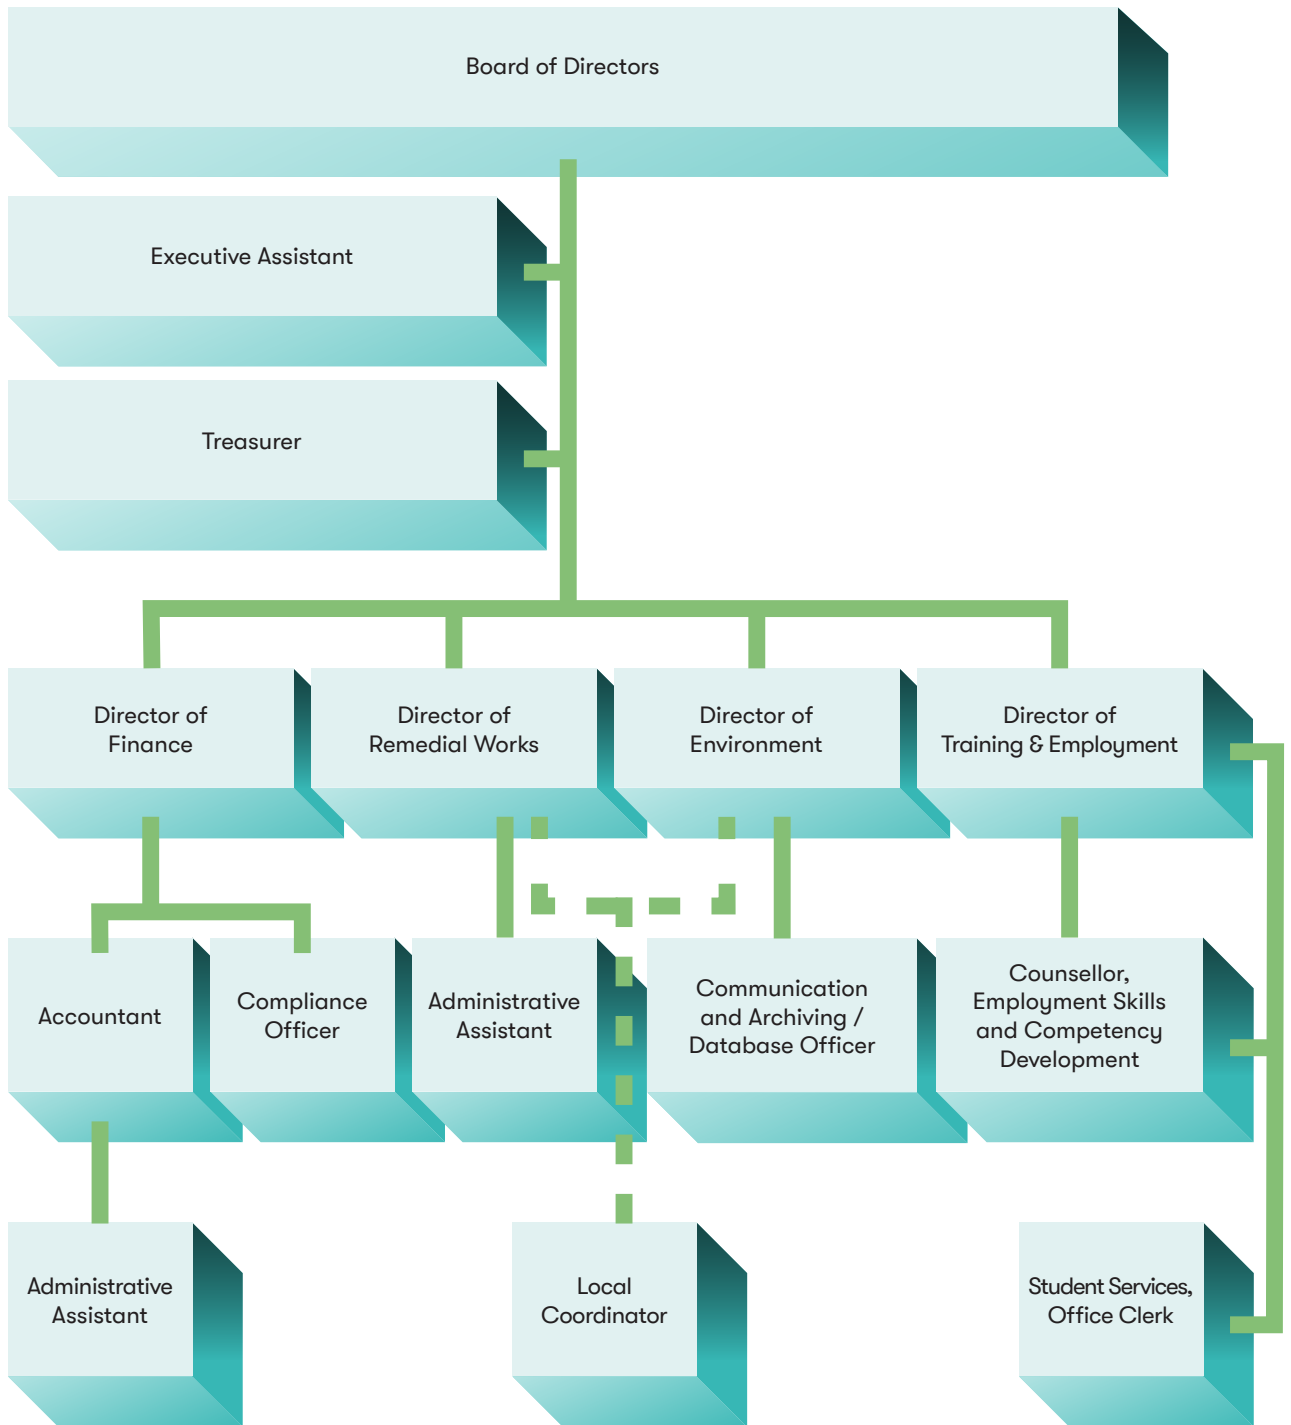 Board of Directors
Executive Assistant
Treasurer
Director of
Finance
Director of
Remedial Works
Director of
Environment
Director of
Training & Employment
Accountant
Compliance
Officer
Administrative
Assistant
Communication
and Archiving /
Database Officer
Counsellor,
Employment Skills
and Competency
Development
Administrative
Assistant
Local
Coordinator
Student Services,
Office Clerk